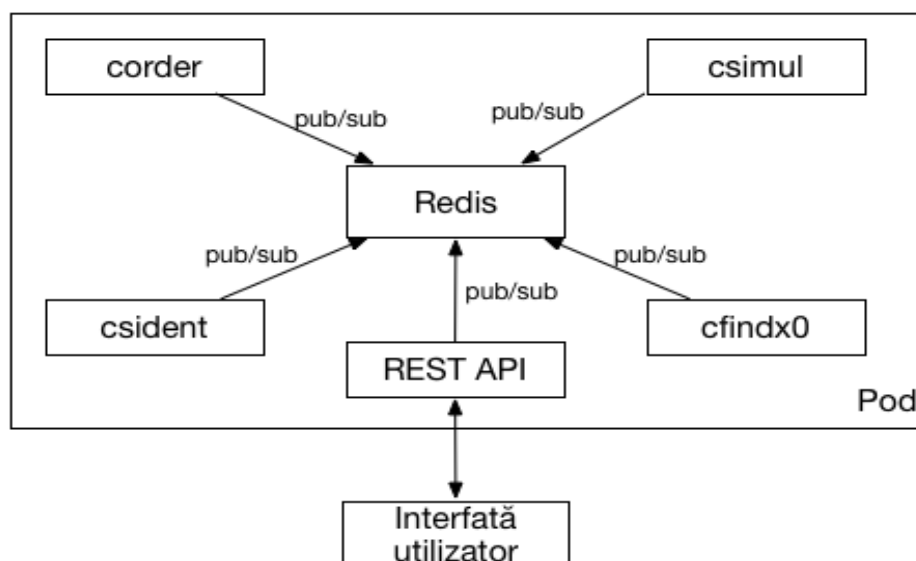 corder
csimul
pub/sub
pub/sub
Redis
pub/sub
pub/sub
pub/sub
csident
cfindx0
REST API
Pod
Interfată
utilizator